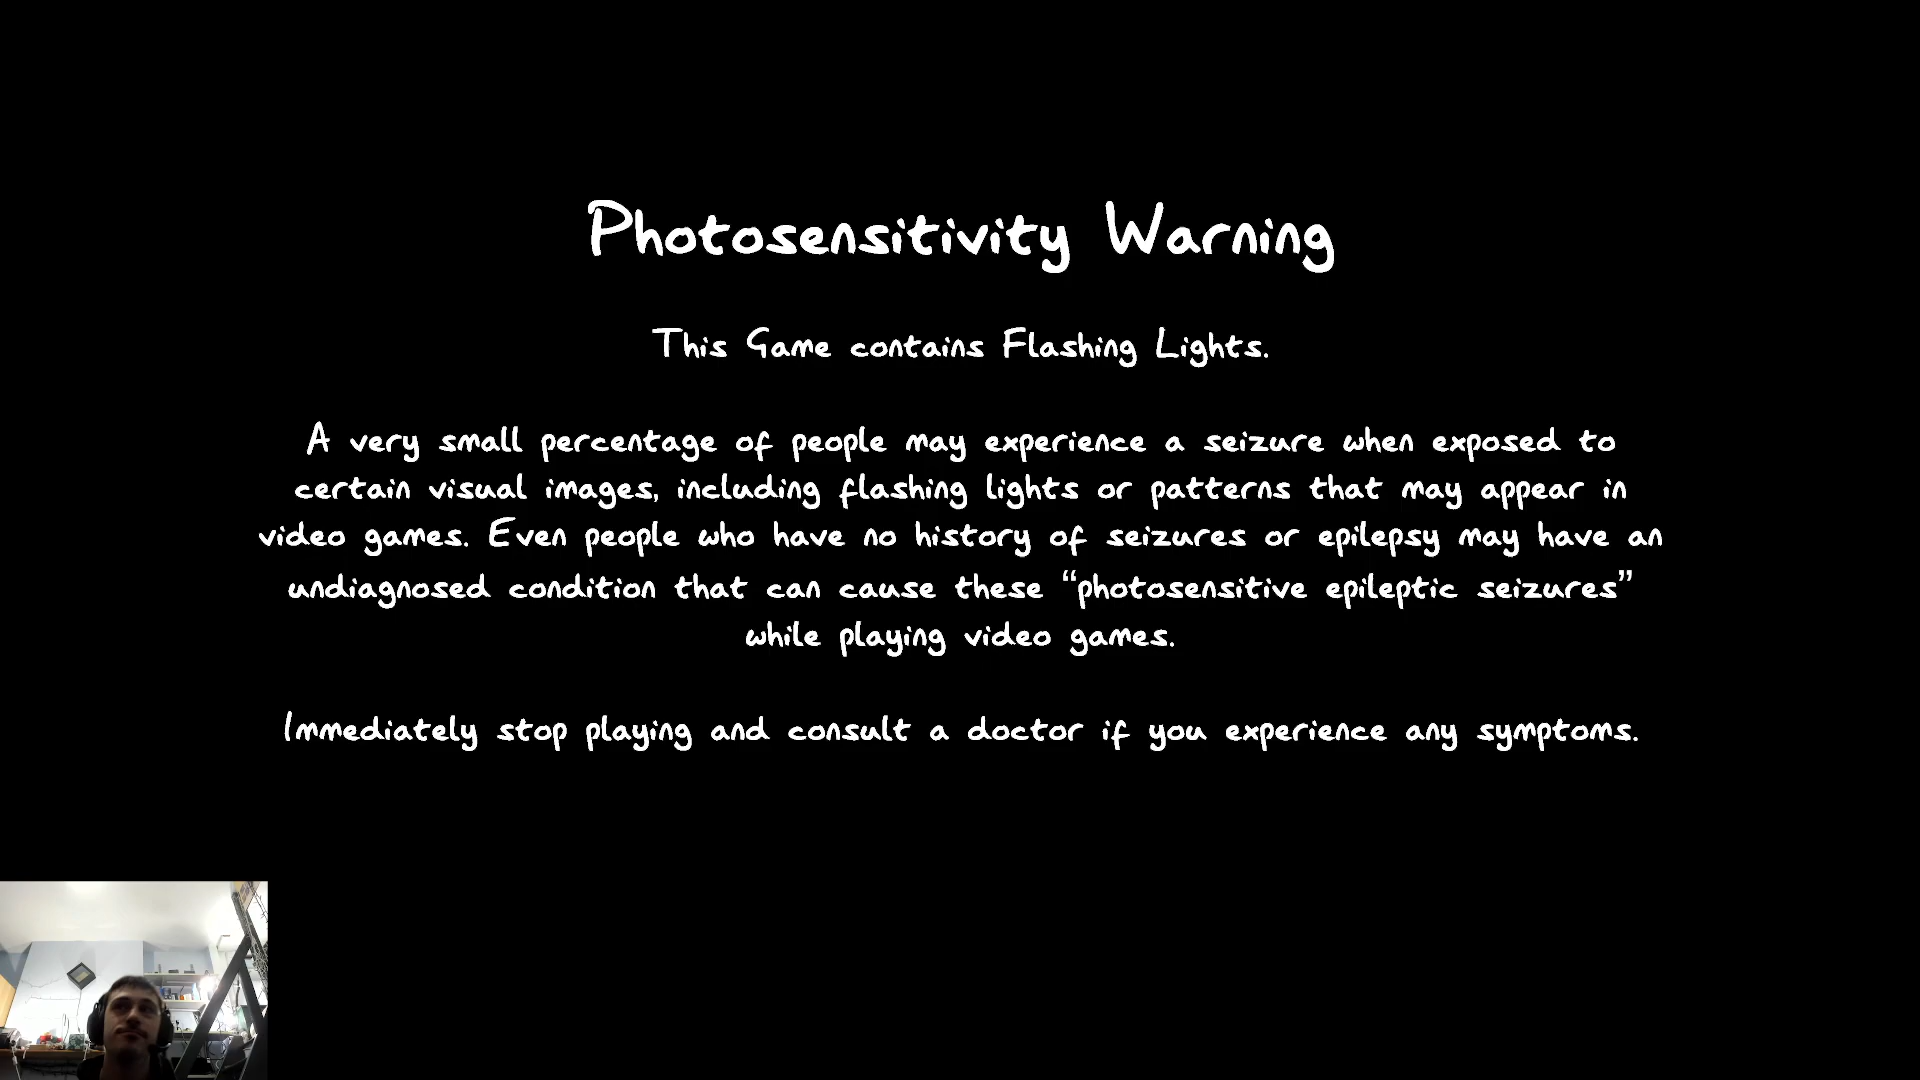 Photosensitivity Warning
This Game contains Flashing Lights.
A very small percentage of people may experience a seizure when exposed to
certain visual images, including flashing lights or patterns that may appear in
video games. Even people who have no history of seizures or epilepsy may have an
undiagnosed condition that can cause these “photosensitive epileptic seizures”
while playing video games.
Immediately stop playing and consult a doctor if you experience any symptoms.